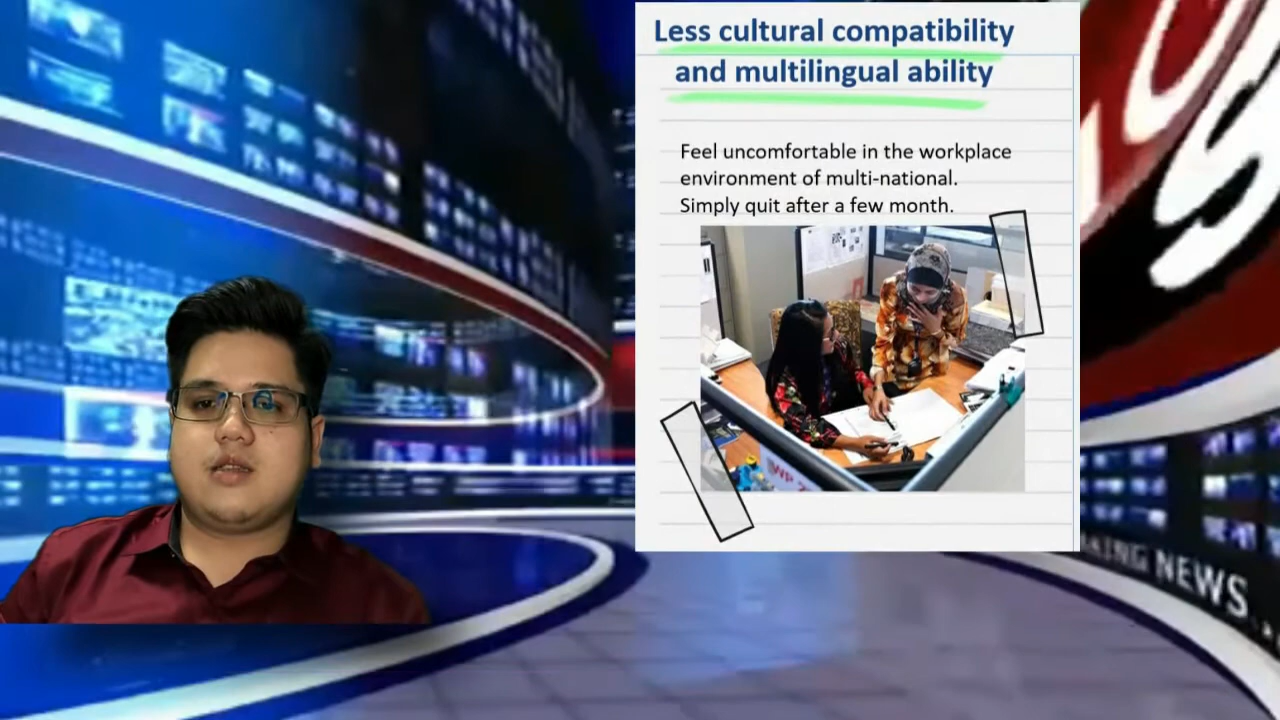 Less cultural compatibility
and multilingual ability
Feel uncomfortable in the workplace
environment of multi-national.
Simply quit after a few month.
NEWS